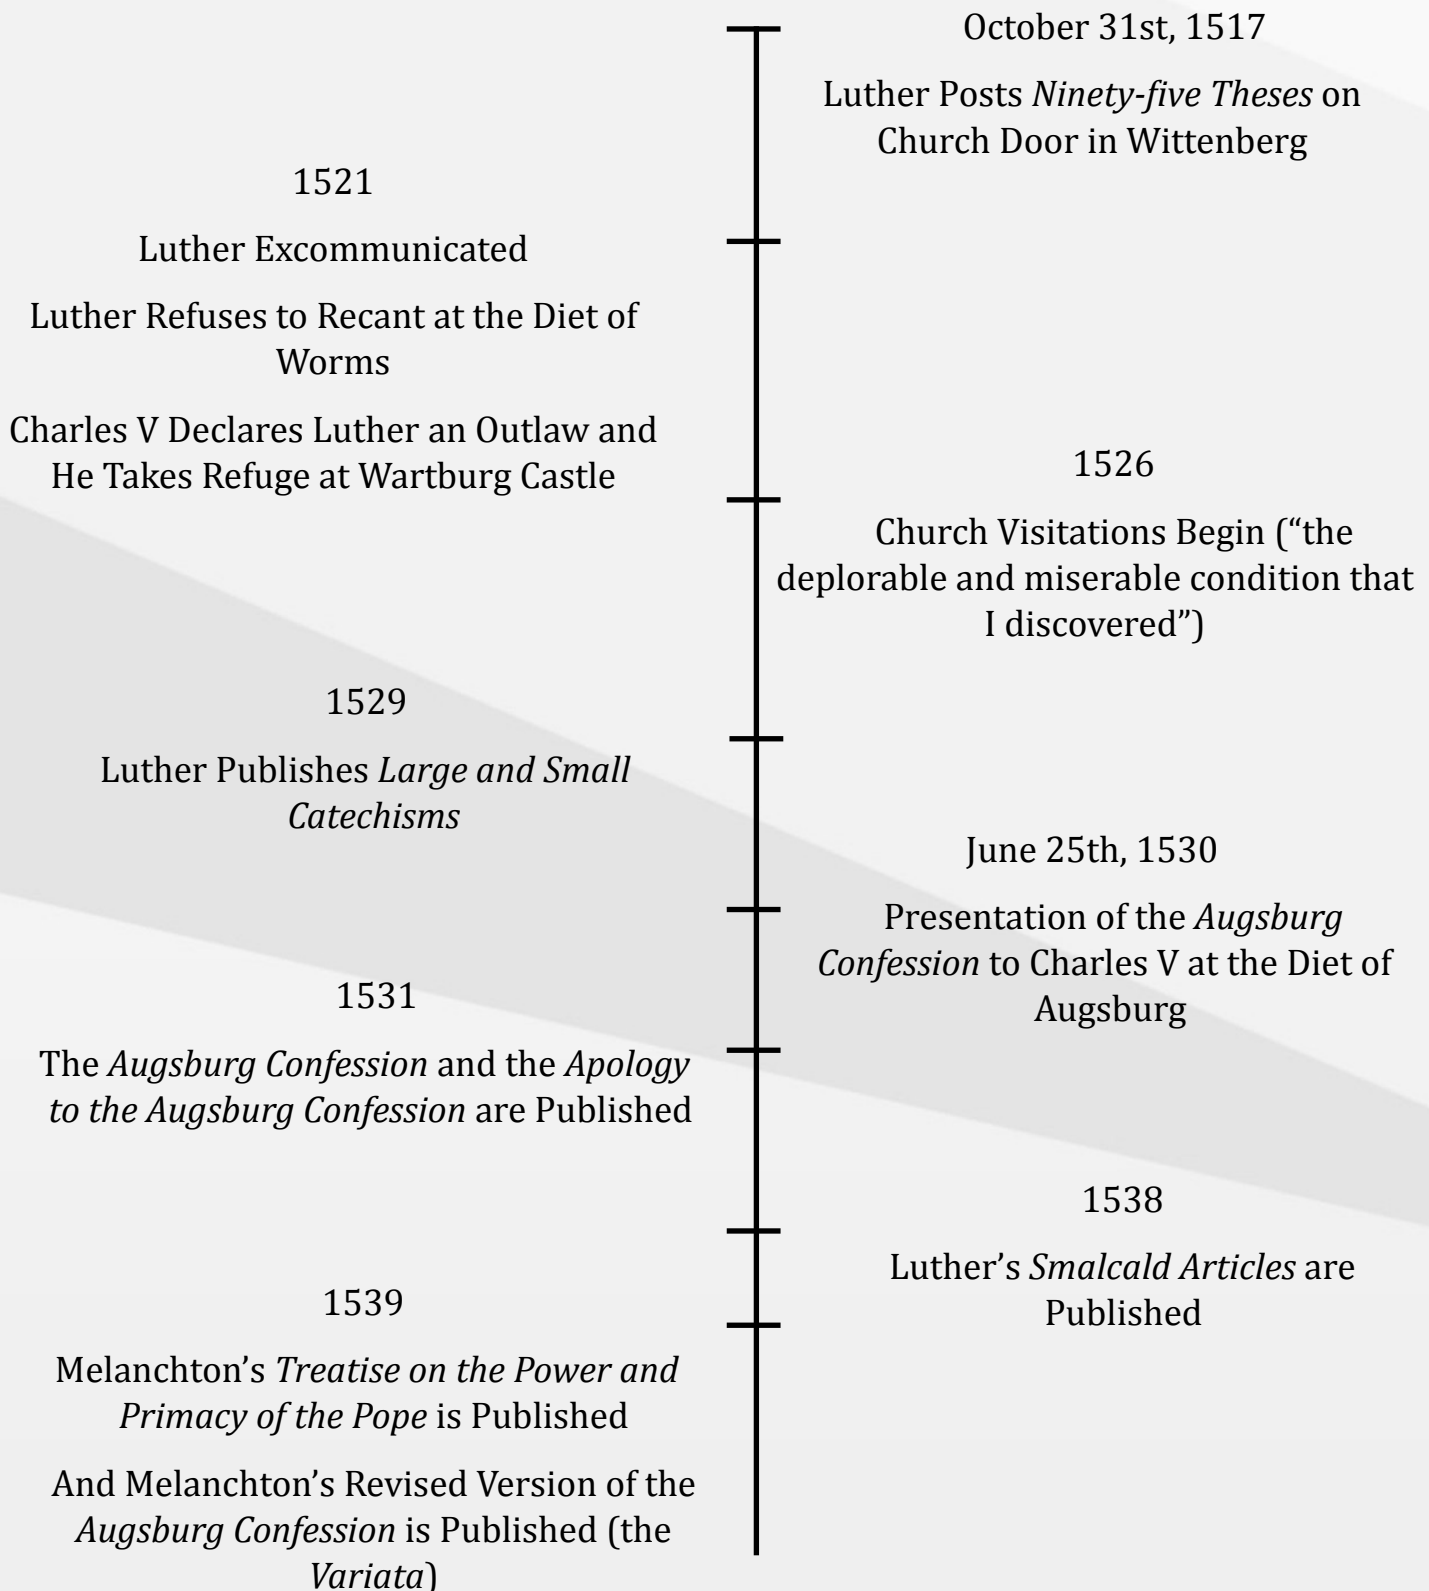 October 31st, 1517
Luther Posts Ninety-five Theses on
Church Door in Wittenberg
1521
Luther Excommunicated
Luther Refuses to Recant at the Diet of
Worms
Charles V Declares Luther an Outlaw and
He Takes Refuge at Wartburg Castle
1526
Church Visitations Begin (“the
deplorable and miserable condition that
I discovered”)
1529
Luther Publishes Large and Small
Catechisms
June 25th, 1530
Presentation of the Augsburg
Confession to Charles V at the Diet of
Augsburg
1531
The Augsburg Confession and the Apology
to the Augsburg Confession are Published
1538
Luther’s Smalcald Articles are
Published
1539
Melanchton’s Treatise on the Power and
Primacy of the Pope is Published
And Melanchton’s Revised Version of the
Augsburg Confession is Published (the
Variata)